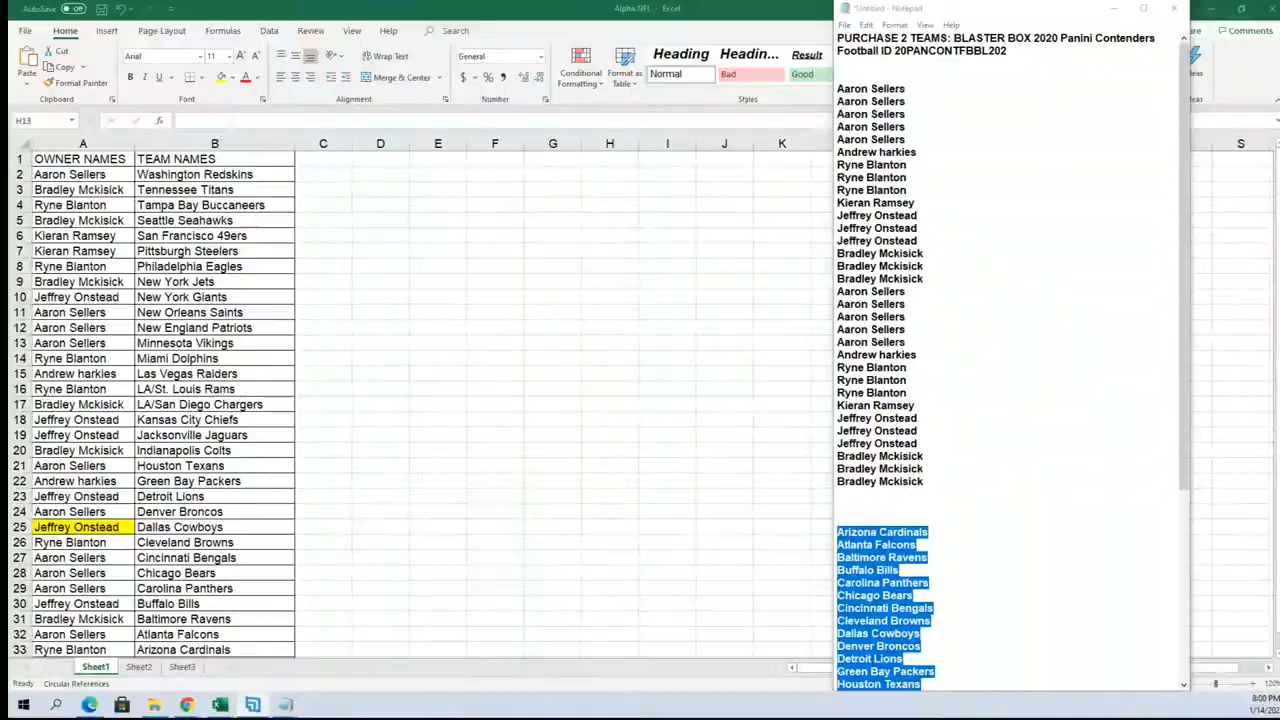 AutoSave Off
Alpha.NFL - Excel
File Home Insert Page Layout Formulas Data Review View
Comments
Cut
Copy
Paste
Format Painter
Clipboard
Arial 11
B I U
Font
Wrap Text
Merge & Center
Alignment
General
$ % ,
Number
Conditional
Formatting
Format as
Table
Heading Headin... Result
Normal Bad Good
Styles
H13
fx
A B C D E F G H I J K S
1 OWNER NAMES TEAM NAMES
2 Aaron Sellers Washington Redskins
3 Bradley Mckisick Tennessee Titans
4 Ryne Blanton Tampa Bay Buccaneers
5 Bradley Mckisick Seattle Seahawks
6 Kieran Ramsey San Francisco 49ers
7 Kieran Ramsey Pittsburgh Steelers
8 Ryne Blanton Philadelphia Eagles
9 Bradley Mckisick New York Jets
10 Jeffrey Onstead New York Giants
11 Aaron Sellers New Orleans Saints
12 Aaron Sellers New England Patriots
13 Aaron Sellers Minnesota Vikings
14 Ryne Blanton Miami Dolphins
15 Andrew harkies Las Vegas Raiders
16 Ryne Blanton LA/St. Louis Rams
17 Bradley Mckisick LA/San Diego Chargers
18 Jeffrey Onstead Kansas City Chiefs
19 Jeffrey Onstead Jacksonville Jaguars
20 Bradley Mckisick Indianapolis Colts
21 Aaron Sellers Houston Texans
22 Andrew harkies Green Bay Packers
23 Jeffrey Onstead Detroit Lions
24 Aaron Sellers Denver Broncos
25 Jeffrey Onstead Dallas Cowboys
26 Ryne Blanton Cleveland Browns
27 Aaron Sellers Cincinnati Bengals
28 Aaron Sellers Chicago Bears
29 Aaron Sellers Carolina Panthers
30 Jeffrey Onstead Buffalo Bills
31 Bradley Mckisick Baltimore Ravens
32 Aaron Sellers Atlanta Falcons
33 Ryne Blanton Arizona Cardinals
Sheet1 Sheet2 Sheet3
Ready Circular References
120%
*Untitled - Notepad
File Edit Format View Help
PURCHASE 2 TEAMS: BLASTER BOX 2020 Panini Contenders
Football ID 20PANCONTFBBL202
Aaron Sellers
Aaron Sellers
Aaron Sellers
Aaron Sellers
Aaron Sellers
Andrew harkies
Ryne Blanton
Ryne Blanton
Ryne Blanton
Kieran Ramsey
Jeffrey Onstead
Jeffrey Onstead
Jeffrey Onstead
Bradley Mckisick
Bradley Mckisick
Bradley Mckisick
Aaron Sellers
Aaron Sellers
Aaron Sellers
Aaron Sellers
Aaron Sellers
Andrew harkies
Ryne Blanton
Ryne Blanton
Ryne Blanton
Kieran Ramsey
Jeffrey Onstead
Jeffrey Onstead
Jeffrey Onstead
Bradley Mckisick
Bradley Mckisick
Bradley Mckisick
Arizona Cardinals
Atlanta Falcons
Baltimore Ravens
Buffalo Bills
Carolina Panthers
Chicago Bears
Cincinnati Bengals
Cleveland Browns
Dallas Cowboys
Denver Broncos
Detroit Lions
Green Bay Packers
Houston Texans
8:00 PM